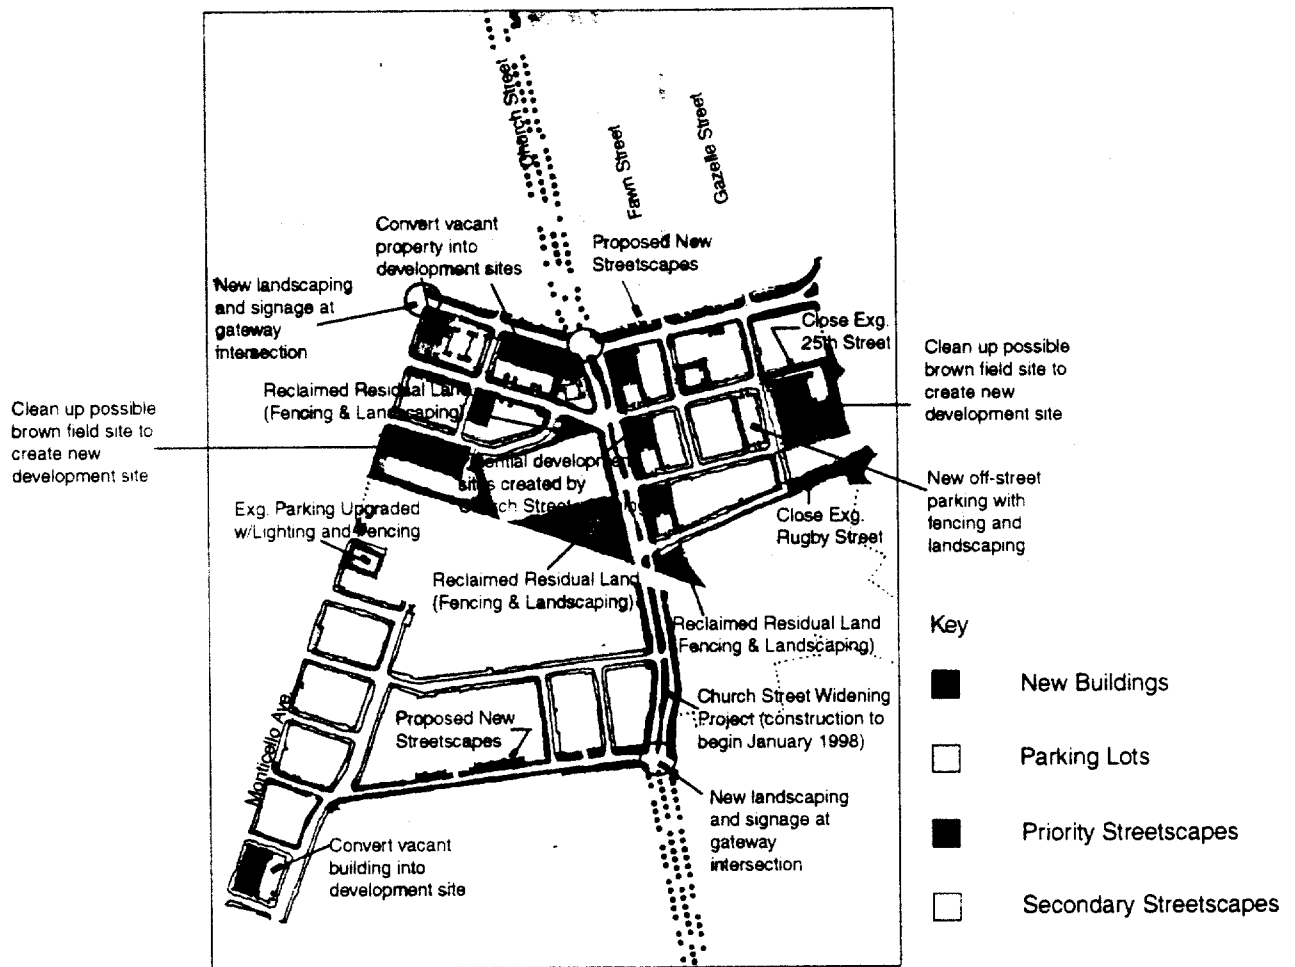 Church Street
Fawn Street
Gazelle Street
Convert vacant
property into
development sites
Proposed New
Streetscapes
New landscaping
and signage at
gateway
intersection
Close Exg.
25th Street
Clean up possible
brown field site to
create new
development site
Reclaimed Residual Land
(Fencing & Landscaping)
Clean up possible
brown field site to
create new
development site
development
sites created by
Street
New off-street
parking with
fencing and
landscaping
Exg. Parking Upgraded
w/Lighting and Fencing
Close Exg.
Rugby Street
Reclaimed Residual Land
(Fencing & Landscaping)
Reclaimed Residual Land
(Fencing & Landscaping)
Key
New Buildings
Parking Lots
Priority Streetscapes
Secondary Streetscapes
Church Street Widening
Project (construction to
begin January 1998)
Proposed New
Streetscapes
Monticello Ave.
New landscaping
and signage at
gateway
intersection
Convert vacant
building into
development site